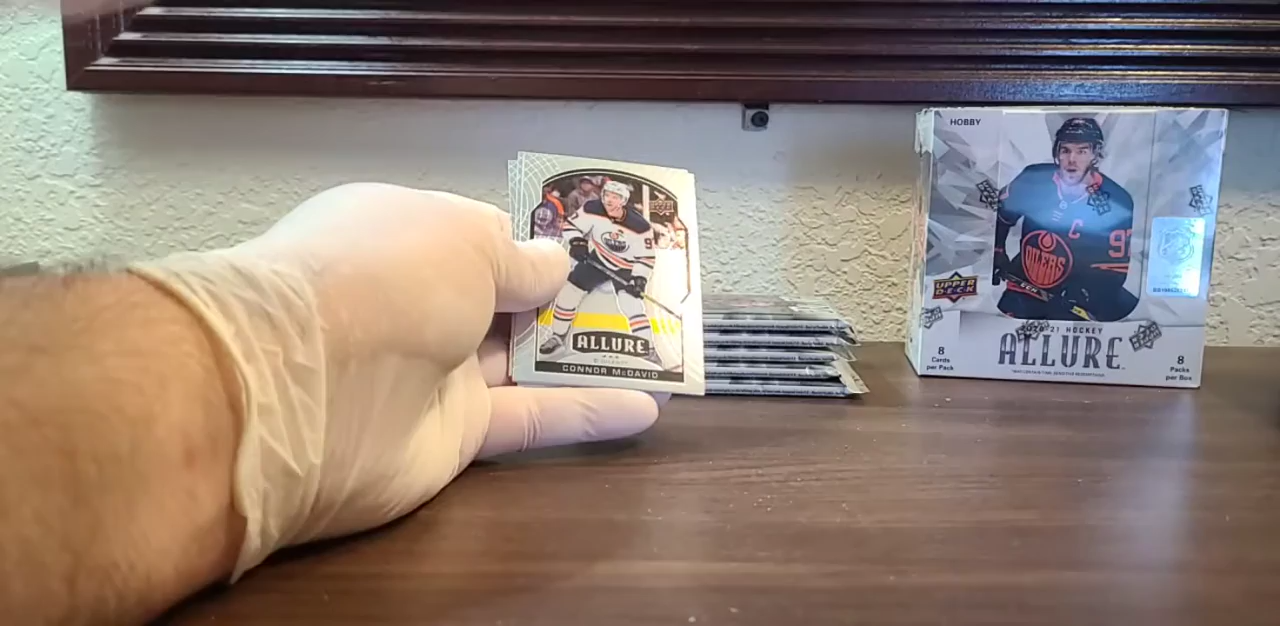 HOBBY
C
97
OILERS
UPPER
D·E·C·K
2020-21 HOCKEY
ALLURE
8
Cards
per Pack
8
Packs
per Box
ALLURE
CONNOR McDAVID